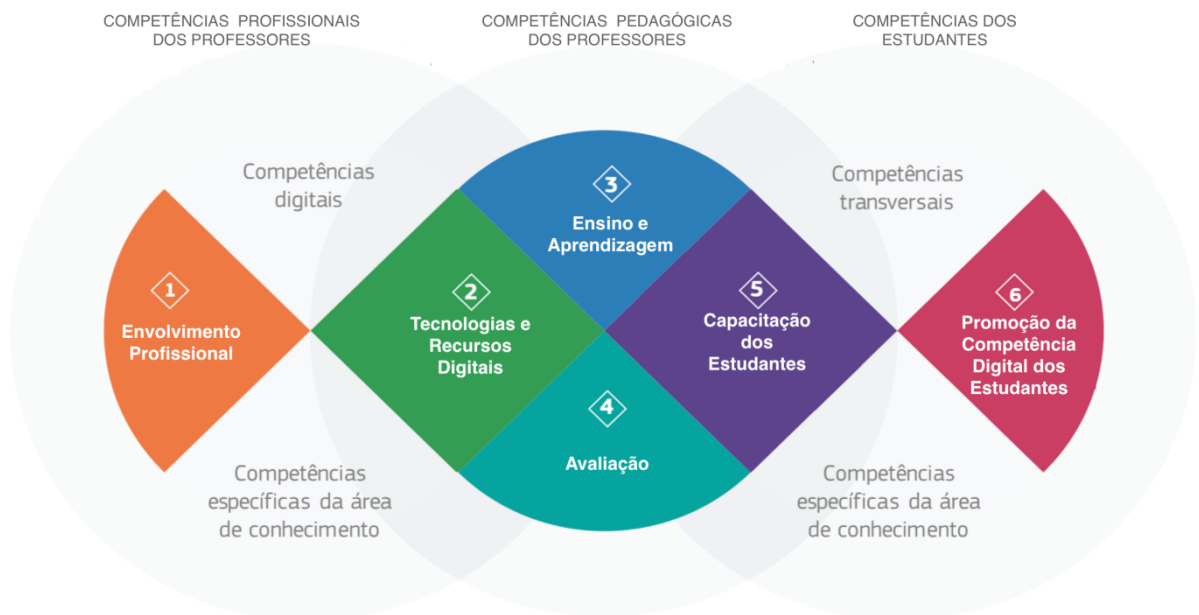 COMPETÊNCIAS PROFISSIONAIS
DOS PROFESSORES
COMPETÊNCIAS PEDAGÓGICAS
DOS PROFESSORES
COMPETÊNCIAS DOS
ESTUDANTES
Competências
digitais
Competências
transversais
1
Envolvimento
Profissional
2
Tecnologias e
Recursos
Digitais
3
Ensino e
Aprendizagem
4
Avaliação
5
Capacitação
dos
Estudantes
6
Promoção da
Competência
Digital dos
Estudantes
Competências
específicas da área
de conhecimento
Competências
específicas da área
de conhecimento